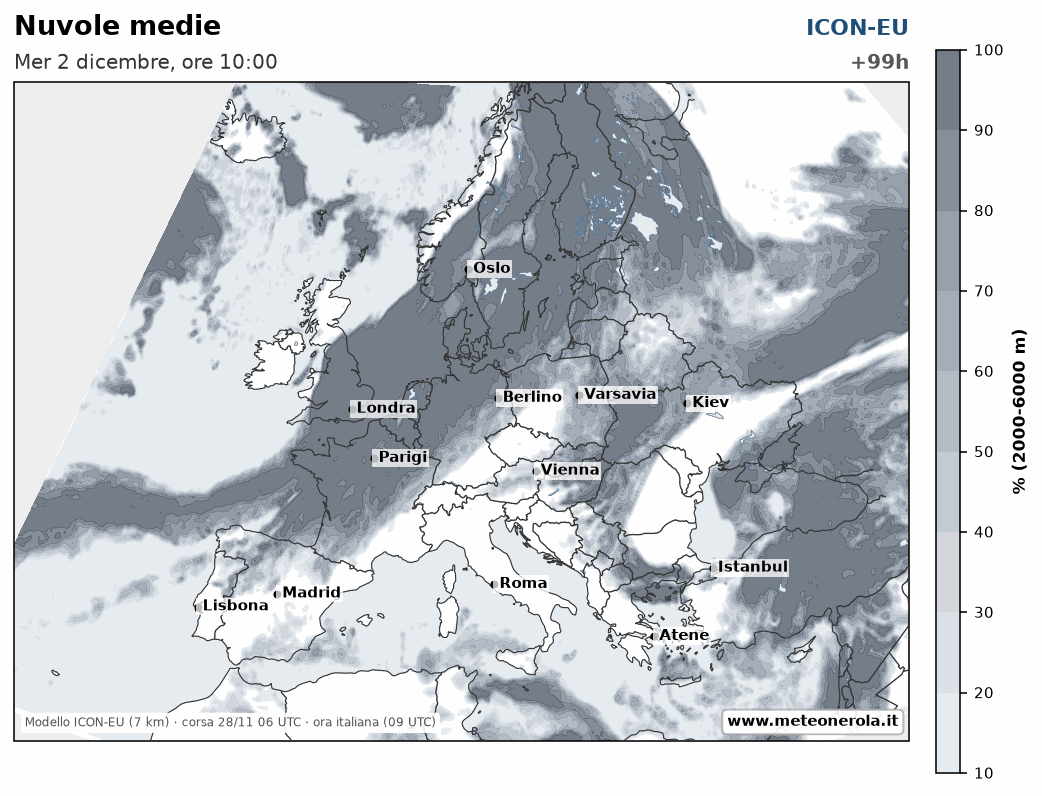 Nuvole medie
ICON-EU
Mer 2 dicembre, ore 10:00
+99h
100
90
80
70
60
50
40
30
20
10
% (2000-6000 m)
Oslo
Berlino
Varsavia
Kiev
Londra
Parigi
Vienna
Istanbul
Madrid
Roma
Lisbona
Atene
Modello ICON-EU (7 km) · corsa 28/11 06 UTC · ora italiana (09 UTC)
www.meteonerola.it